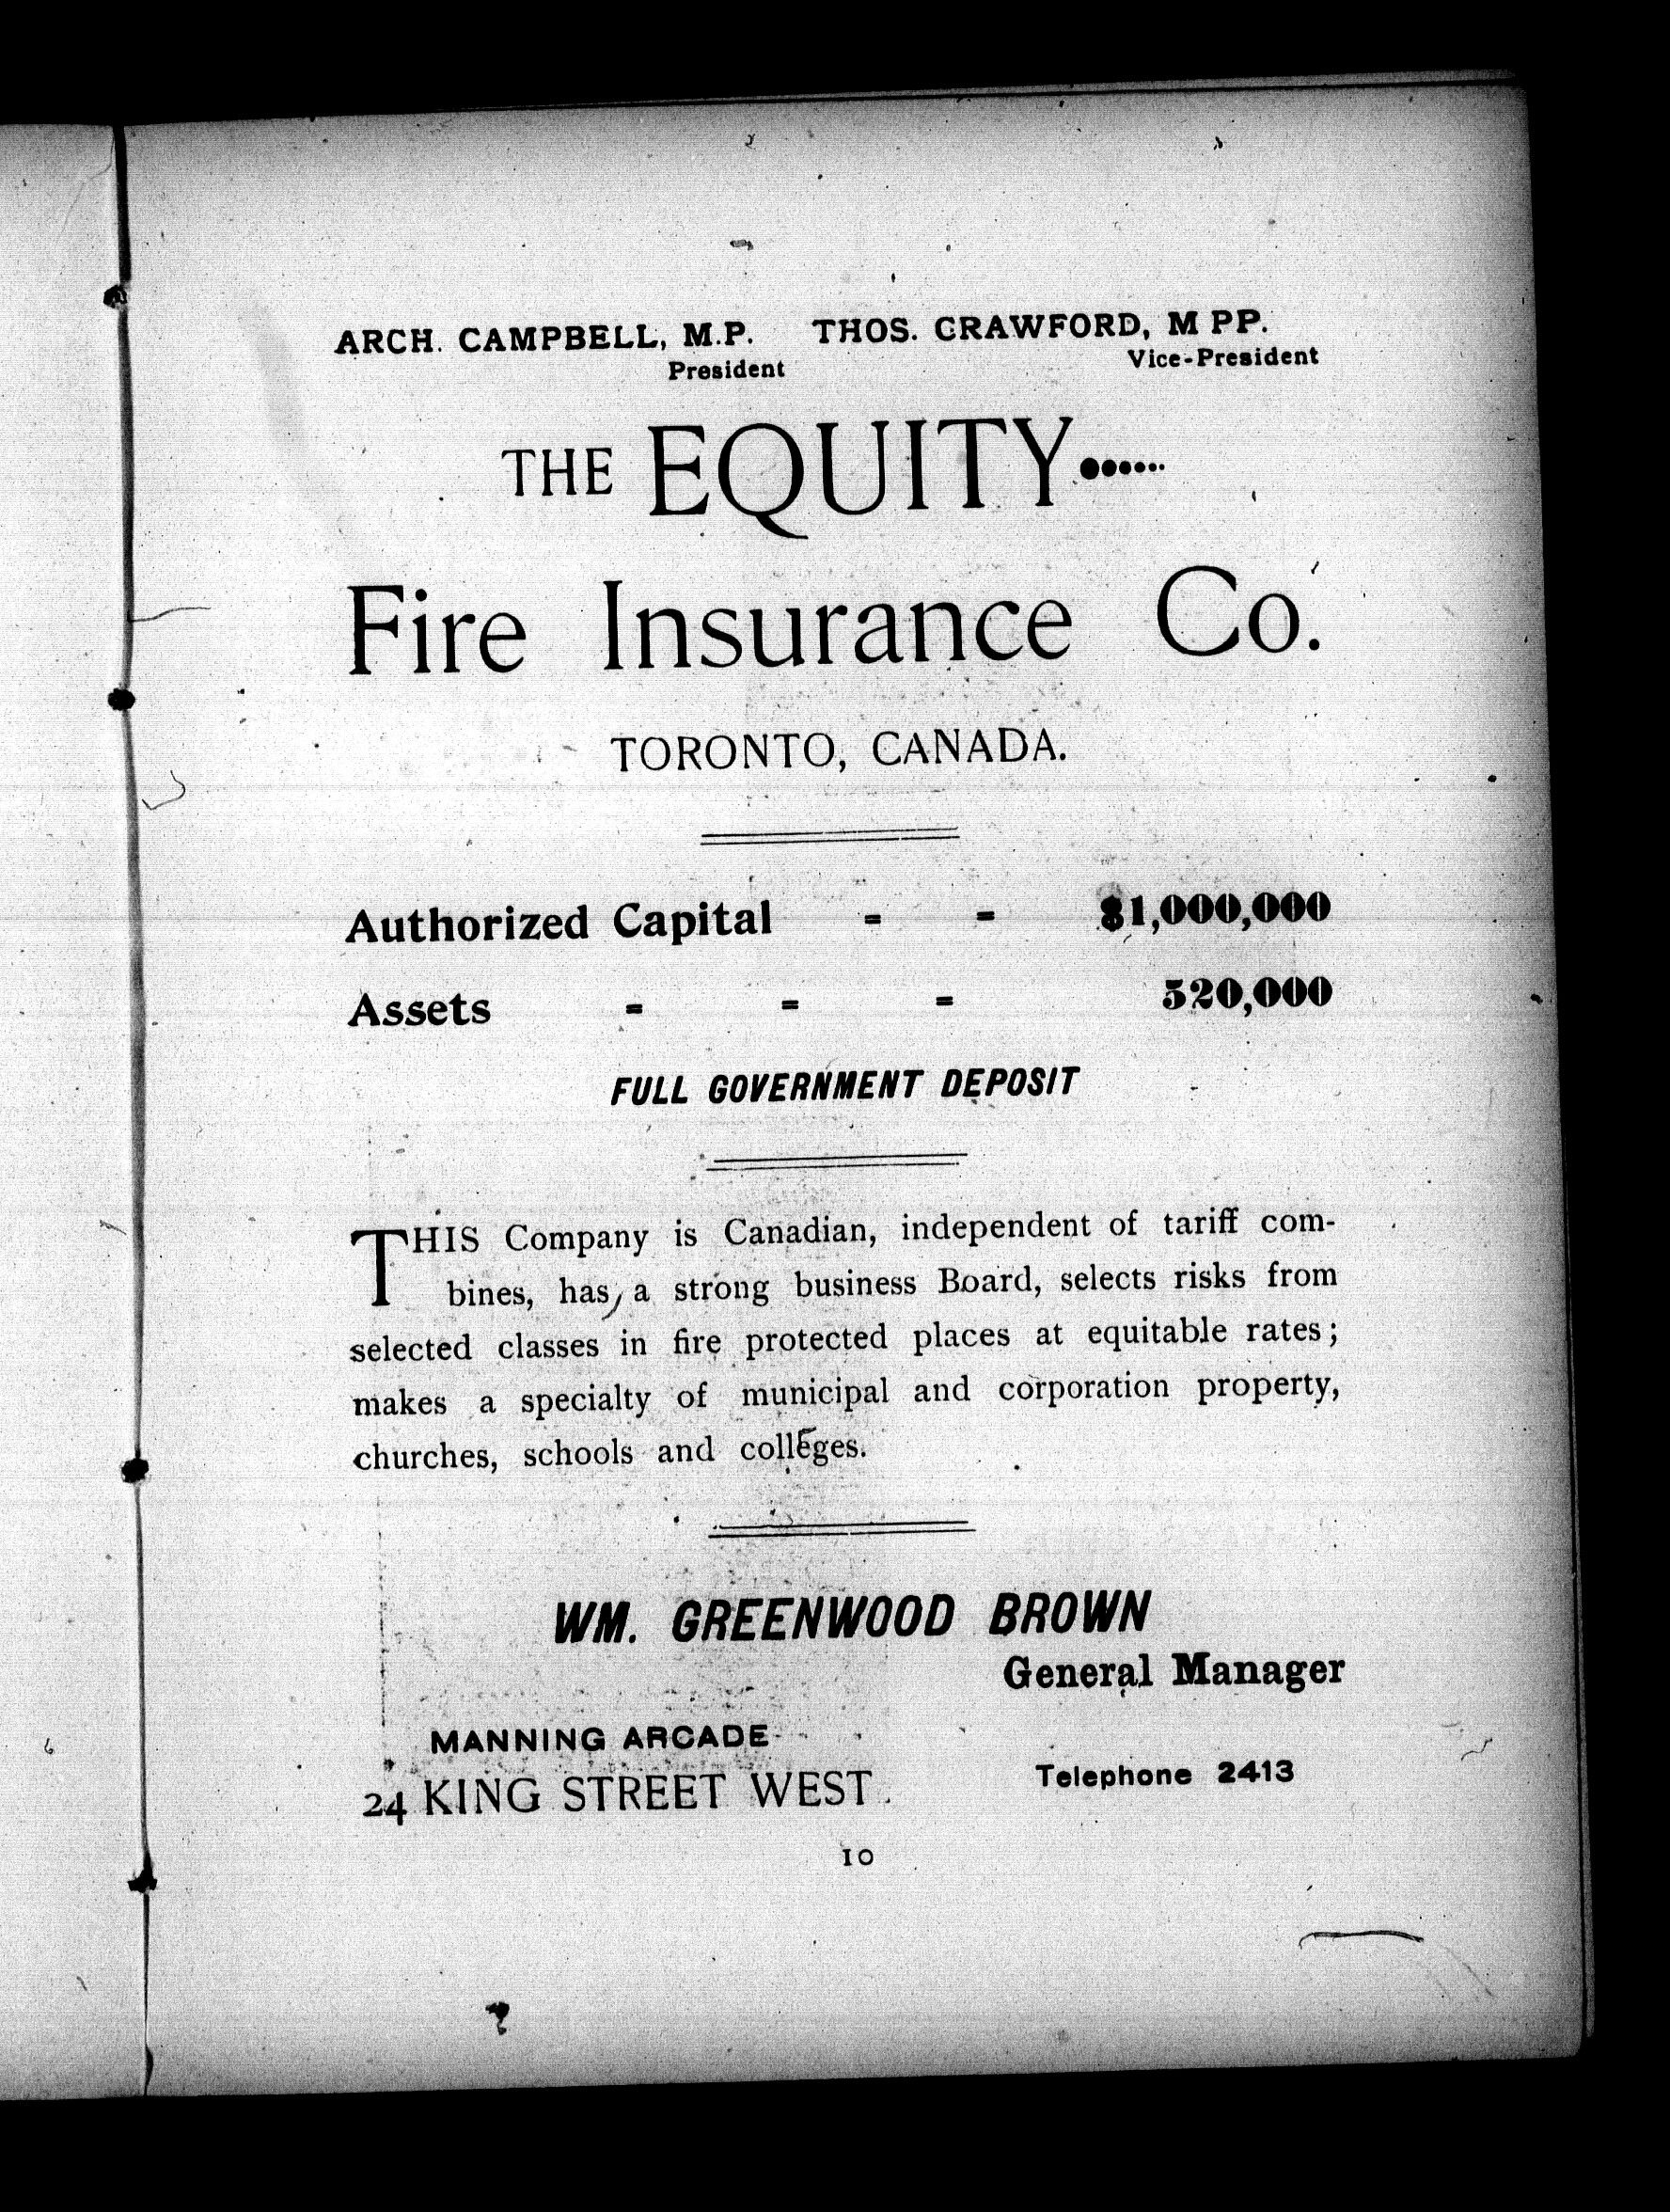 ARCH. CAMPBELL, M.P. THOS. CRAWFORD, M PP.
President Vice-President
THE EQUITY......
Fire Insurance Co.
TORONTO, CANADA.
Authorized Capital - - $1,000,000
Assets - - - 520,000
FULL GOVERNMENT DEPOSIT
THIS Company is Canadian, independent of tariff com-
bines, has a strong business Board, selects risks from
selected classes in fire protected places at equitable rates;
makes a specialty of municipal and corporation property,
churches, schools and colleges.
WM. GREENWOOD BROWN
General Manager
MANNING ARCADE
24 KING STREET WEST.
Telephone 2413
10